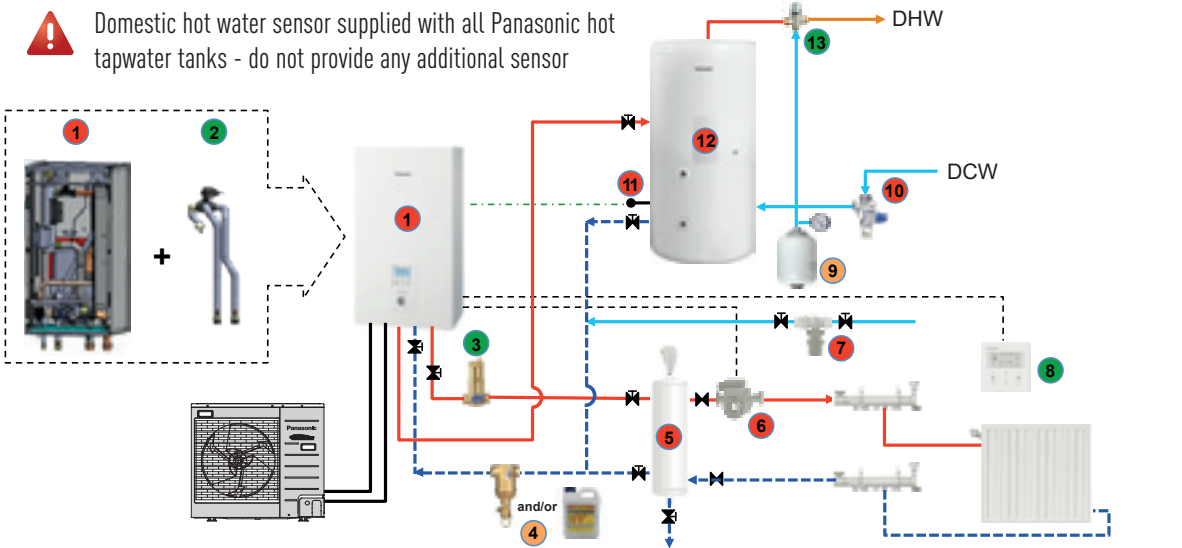 Domestic hot water sensor supplied with all Panasonic hot
tapwater tanks - do not provide any additional sensor
DHW
13
1
2
12
11
10
DCW
1
9
+
3
7
8
6
5
Panasonic
and/or
4